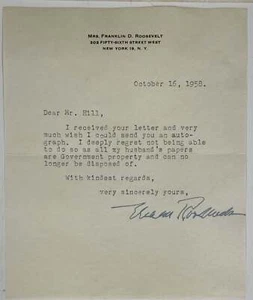 MRS. FRANKLIN D. ROOSEVELT
202 FIFTY-SIXTH STREET WEST
NEW YORK 19, N. Y.
October 16, 1958.
Dear Mr. Hill,
I received your letter and very
much wish I could send you an auto-
graph. I deeply regret not being able
to do so as all my husband's papers
are Government property and can no
longer be disposed of.
With kindest regards,
very sincerely yours,
Eleanor Roosevelt